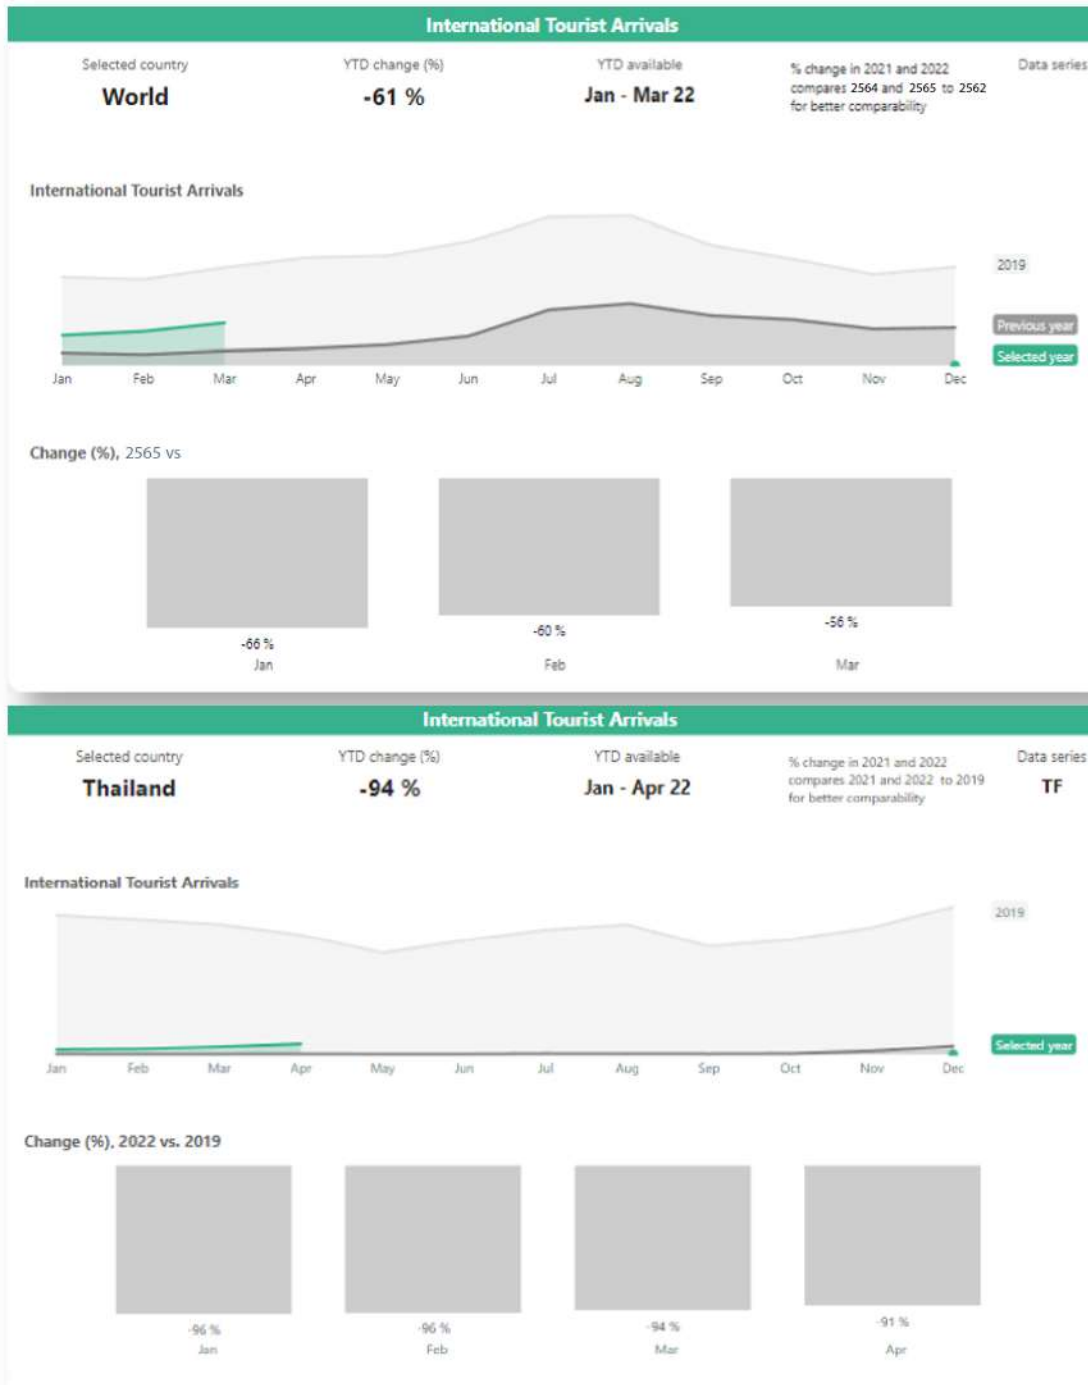 International Tourist Arrivals
Selected country
World
YTD change (%)
-61 %
YTD available
Jan - Mar 22
% change in 2021 and 2022
compares 2564 and 2565 to 2562
for better comparability
Data series
International Tourist Arrivals
2019
Previous year
Selected year
Jan Feb Mar Apr May Jun Jul Aug Sep Oct Nov Dec
Change (%), 2565 vs
-66 % -60 % -56 %
Jan Feb Mar
International Tourist Arrivals
Selected country
Thailand
YTD change (%)
-94 %
YTD available
Jan - Apr 22
% change in 2021 and 2022
compares 2021 and 2022 to 2019
for better comparability
Data series
TF
International Tourist Arrivals
2019
Selected year
Jan Feb Mar Apr May Jun Jul Aug Sep Oct Nov Dec
Change (%), 2022 vs. 2019
-96 % -96 % -94 % -91 %
Jan Feb Mar Apr